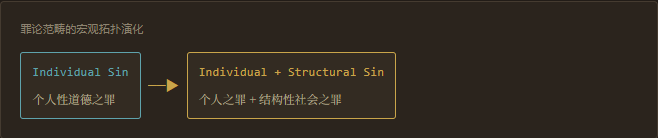 罪论范畴的宏观拓扑演化
Individual Sin
个人性道德之罪
Individual + Structural Sin
个人之罪 + 结构性社会之罪